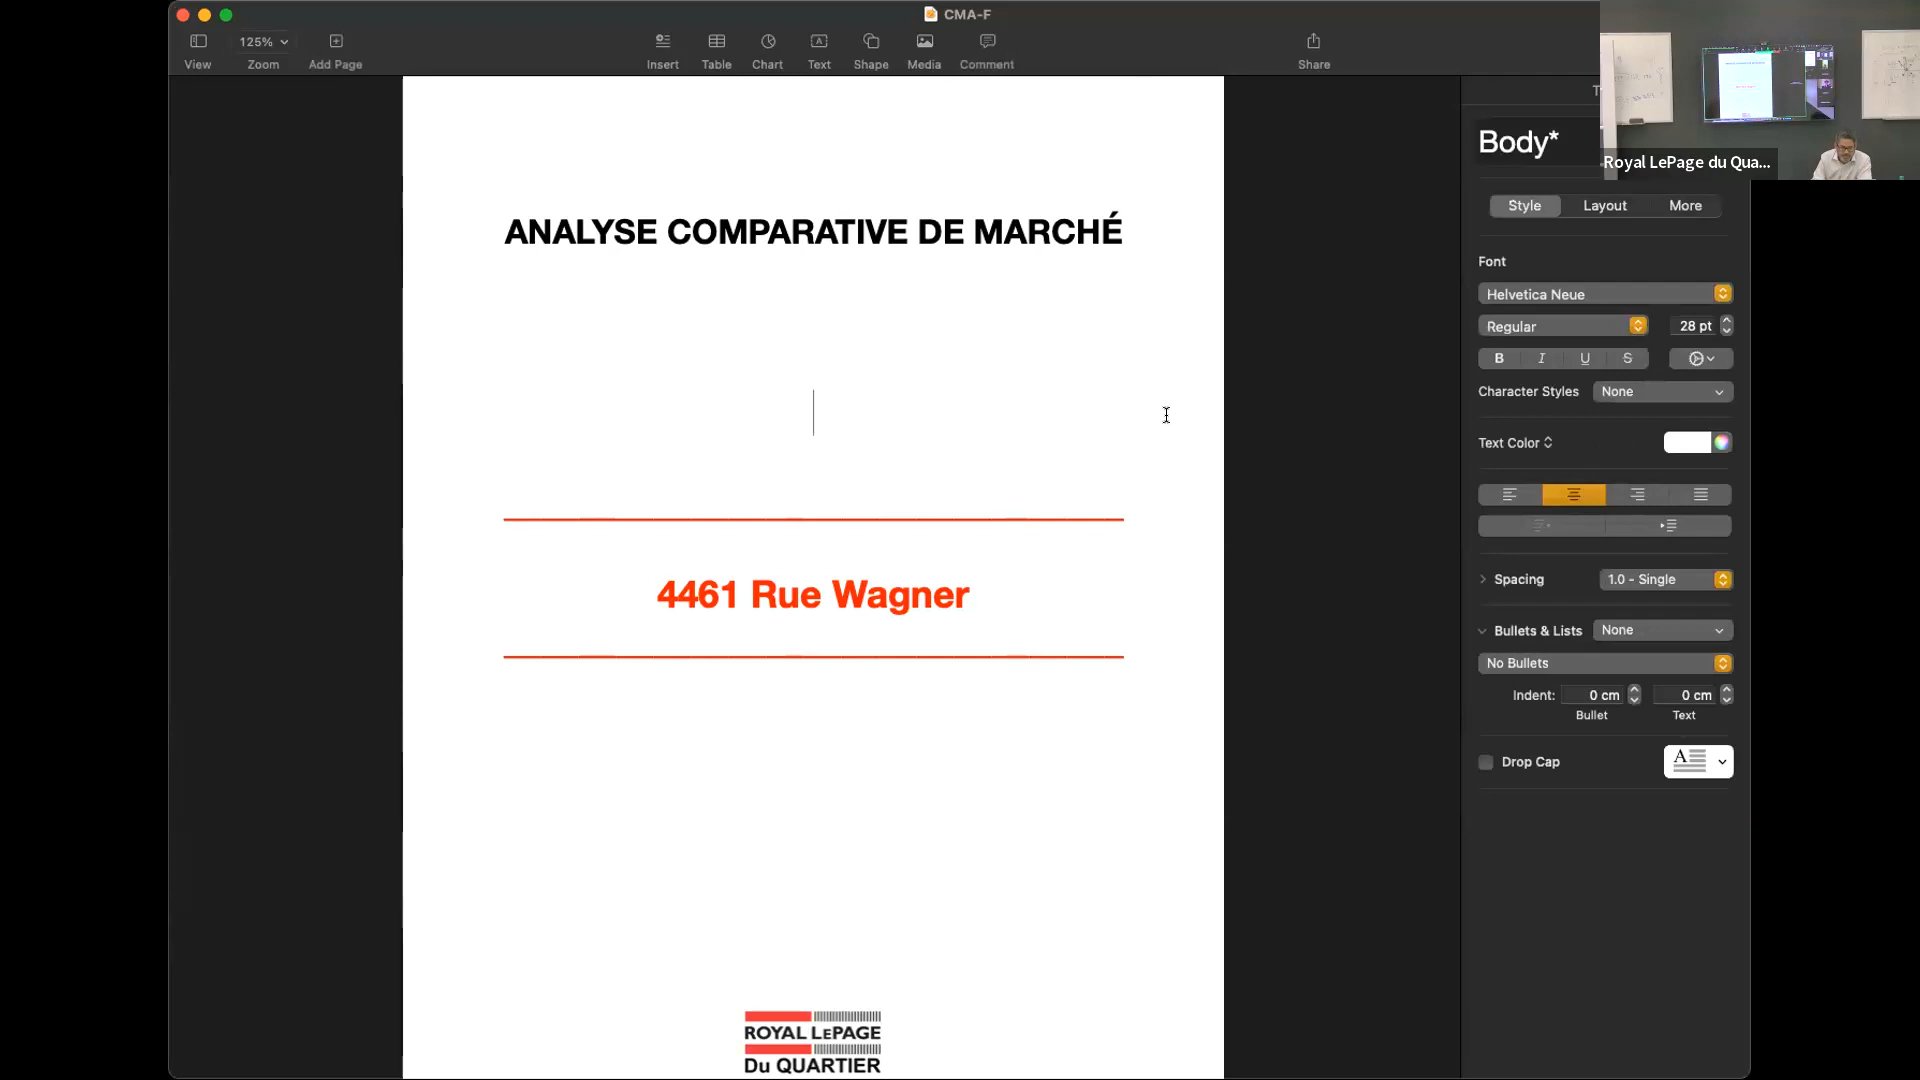 CMA-F
View
125%
Zoom
Add Page
Insert
Table
Chart
Text
Shape
Media
Comment
Share
Body*
Royal LePage du Qua...
Style
Layout
More
Font
Helvetica Neue
Regular
28 pt
B
I
U
S
Character Styles
None
Text Color
Spacing
1.0 - Single
Bullets & Lists
None
No Bullets
Indent:
0 cm
0 cm
Bullet
Text
Drop Cap
A
ANALYSE COMPARATIVE DE MARCHÉ
4461 Rue Wagner
ROYAL LEPAGE
Du QUARTIER